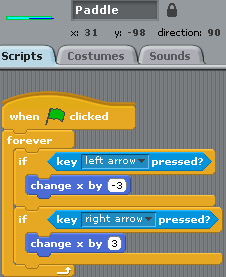 Paddle
x: 31 y: -98 direction: 90
Scripts Costumes Sounds
when clicked
forever
if key left arrow pressed?
change x by -3
if key right arrow pressed?
change x by 3